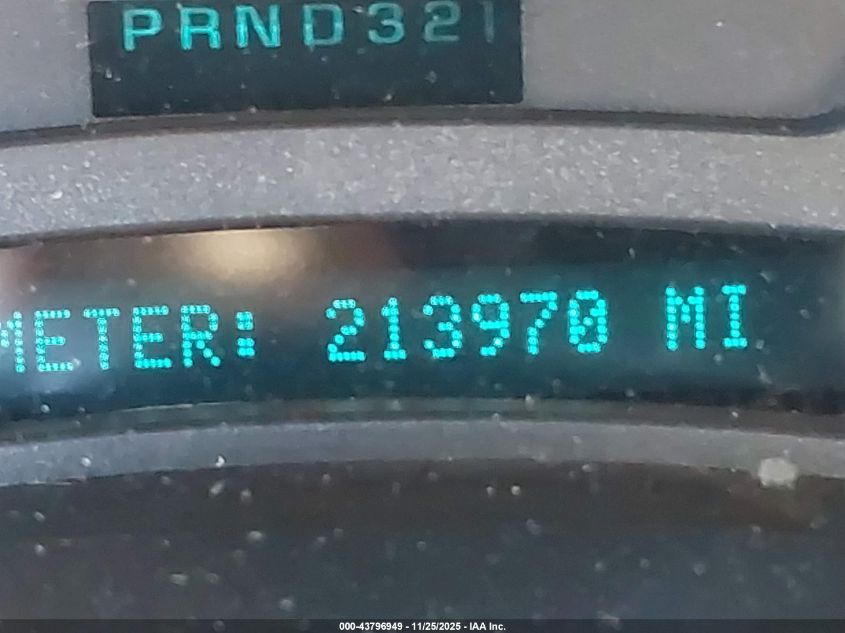 PRND321
METER: 213970 MI
000-43796949 - 11/25/2025 - IAA Inc.